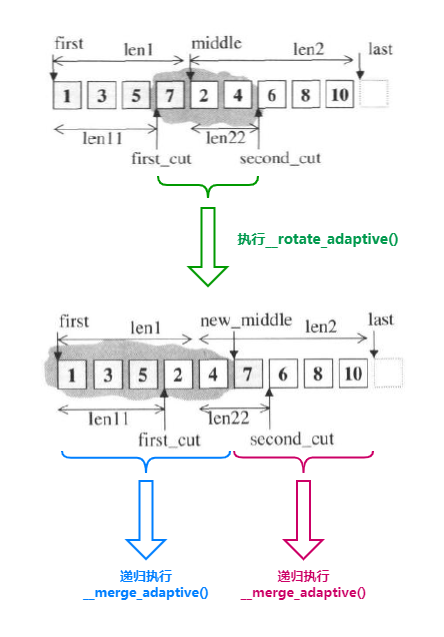 first len1 middle len2 last
1 3 5 7 2 4 6 8 10
len11 len22
first_cut second_cut
执行__rotate_adaptive()
first len1 new_middle len2 last
1 3 5 2 4 7 6 8 10
len11 len22
first_cut second_cut
递归执行
__merge_adaptive()
递归执行
__merge_adaptive()